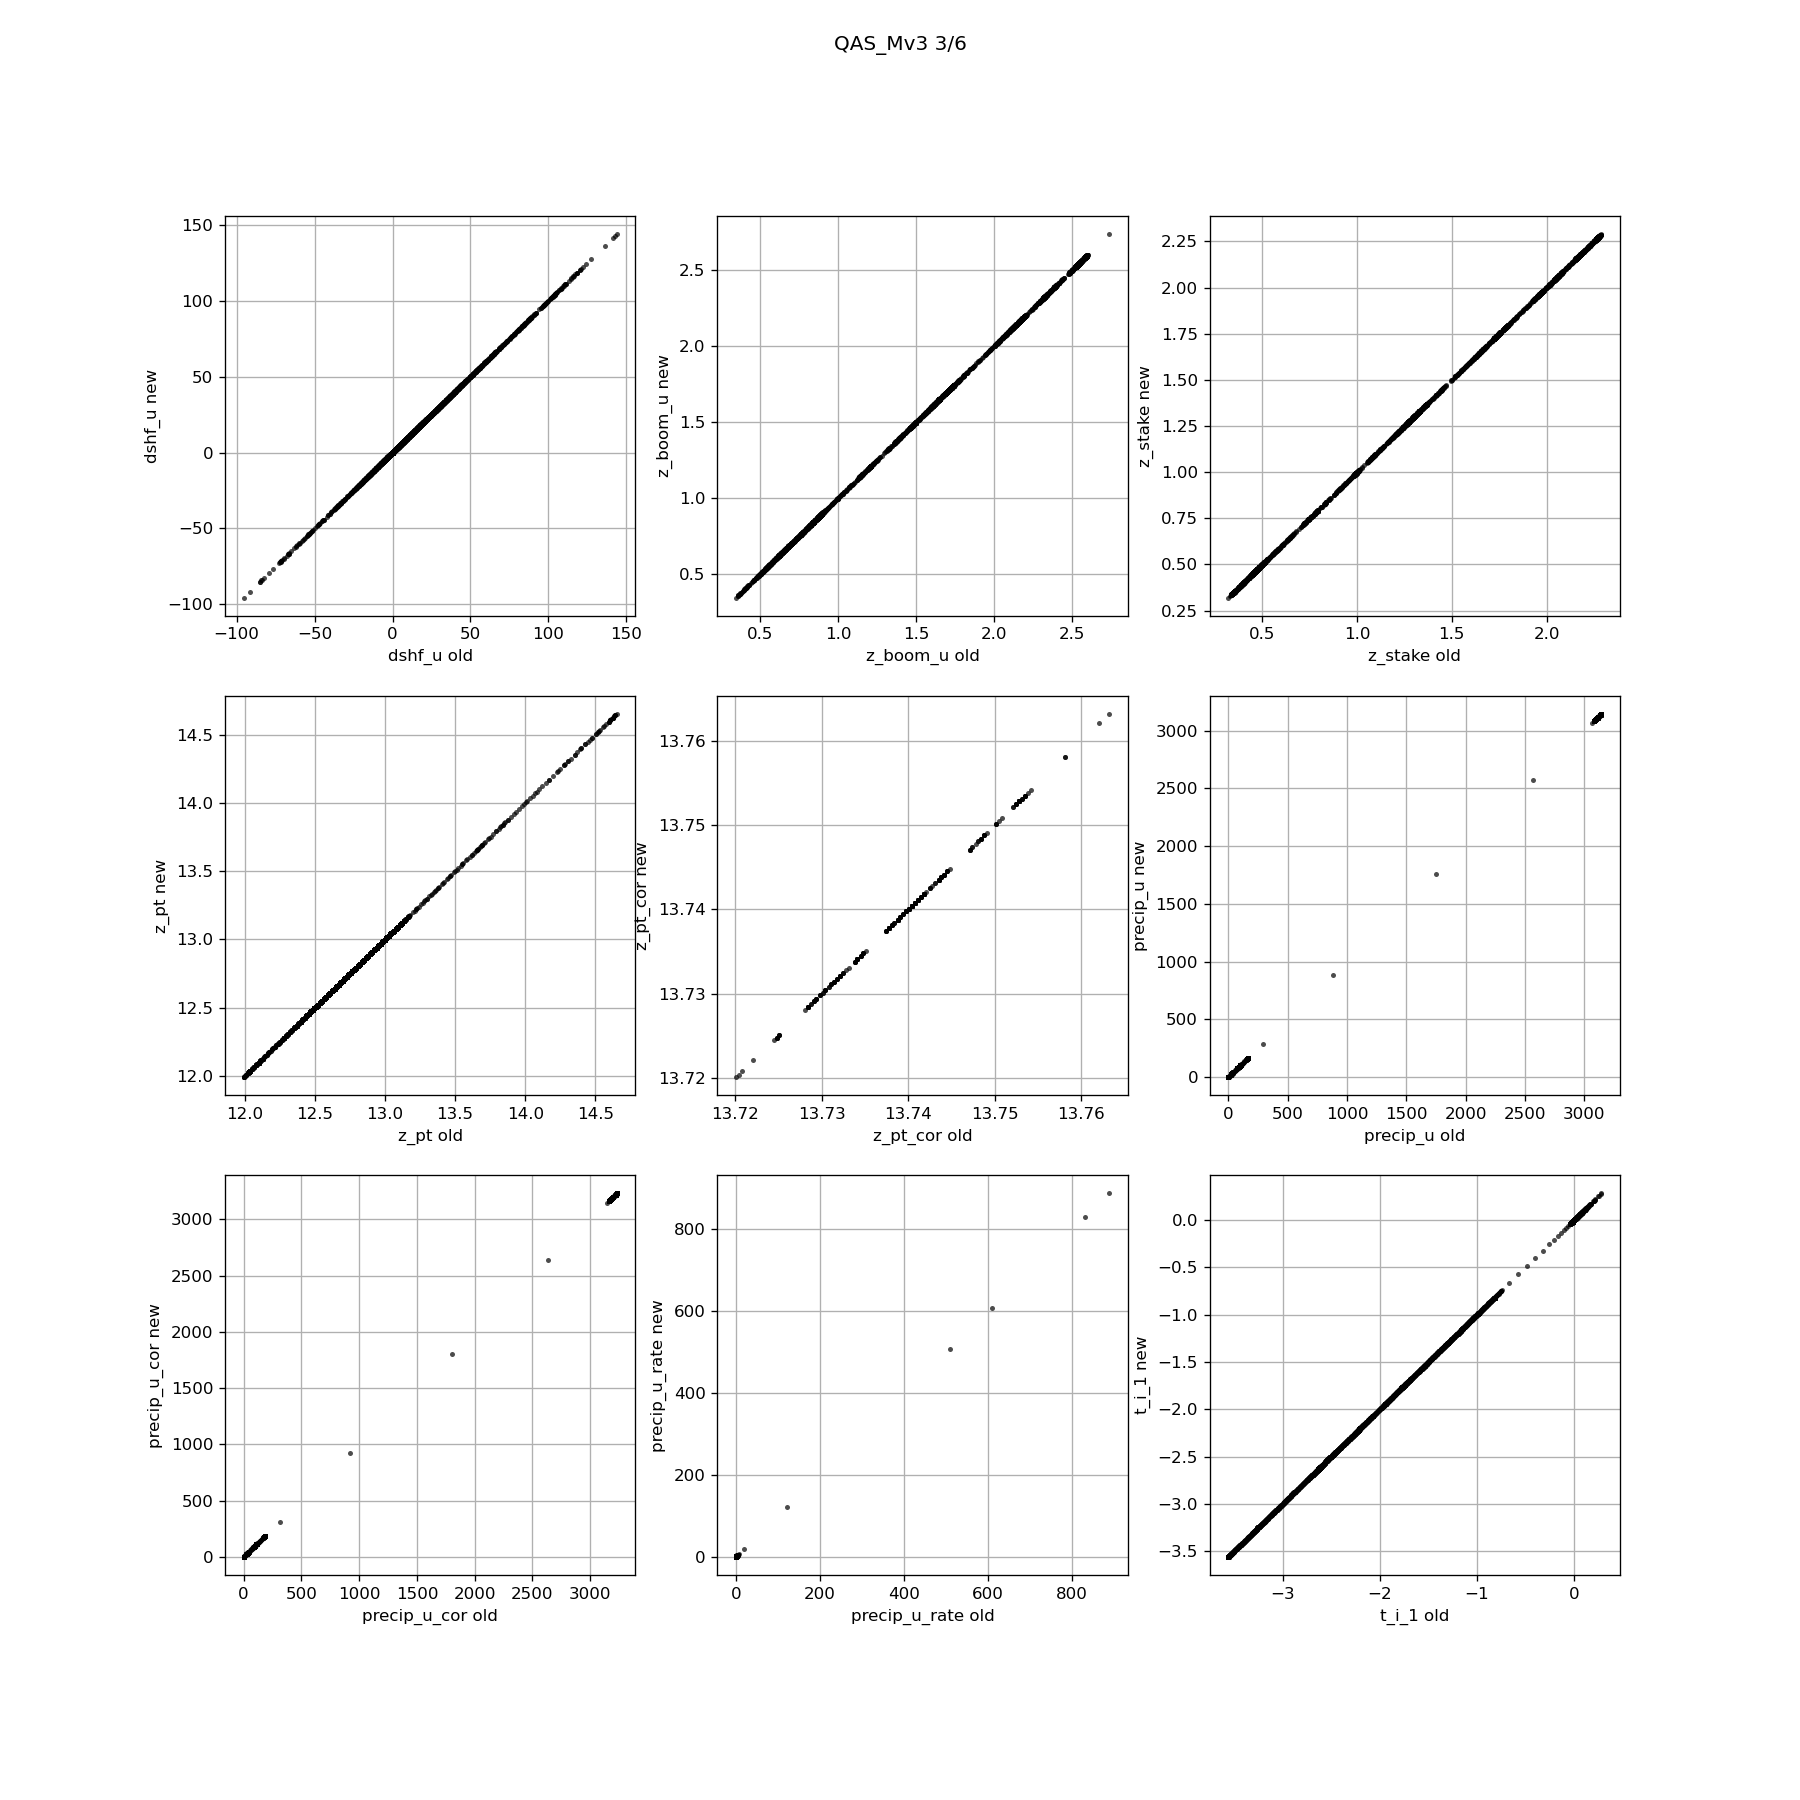 QAS_Mv3 3/6
150
100
50
0
−50
−100
dshf_u new
−100 −50 0 50 100 150
dshf_u old
2.5
2.0
1.5
1.0
0.5
z_boom_u new
0.5 1.0 1.5 2.0 2.5
z_boom_u old
2.25
2.00
1.75
1.50
1.25
1.00
0.75
0.50
0.25
z_stake new
0.5 1.0 1.5 2.0
z_stake old
14.5
14.0
13.5
13.0
12.5
12.0
z_pt new
12.0 12.5 13.0 13.5 14.0 14.5
z_pt old
13.76
13.75
13.74
13.73
13.72
z_pt_cor new
13.72 13.73 13.74 13.75 13.76
z_pt_cor old
3000
2500
2000
1500
1000
500
0
precip_u new
0 500 1000 1500 2000 2500 3000
precip_u old
3000
2500
2000
1500
1000
500
0
precip_u_cor new
0 500 1000 1500 2000 2500 3000
precip_u_cor old
800
600
400
200
0
precip_u_rate new
0 200 400 600 800
precip_u_rate old
0.0
−0.5
−1.0
−1.5
−2.0
−2.5
−3.0
−3.5
t_i_1 new
−3 −2 −1 0
t_i_1 old